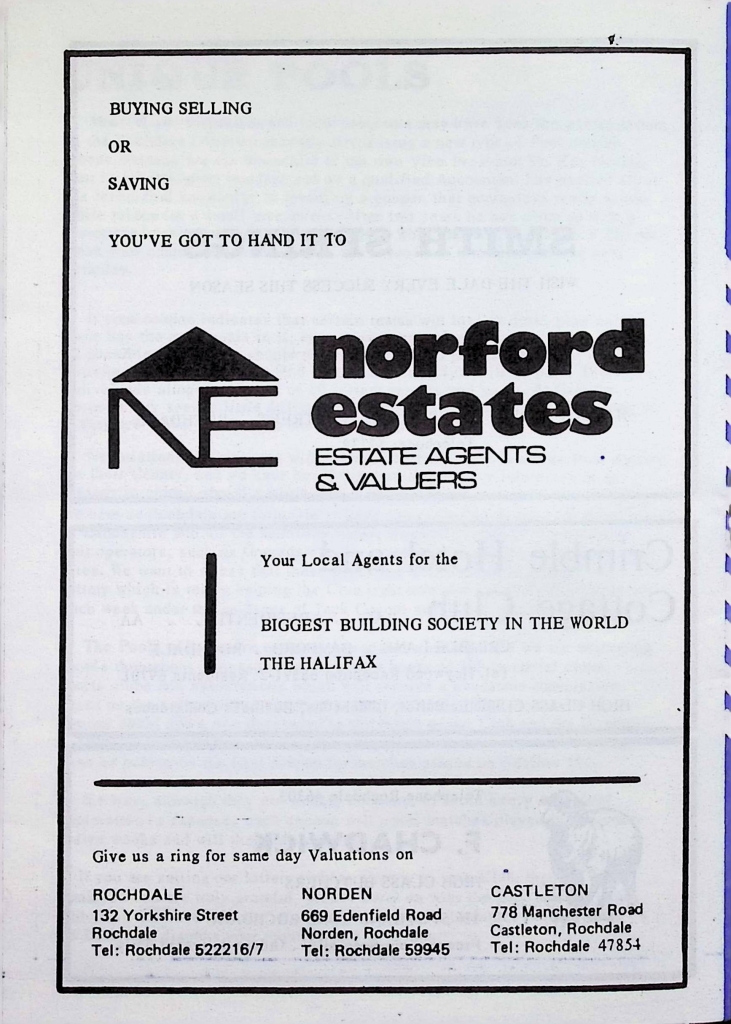 BUYING SELLING
OR
SAVING
YOU'VE GOT TO HAND IT TO
NE
norford
estates
ESTATE AGENTS
& VALUERS
Your Local Agents for the
BIGGEST BUILDING SOCIETY IN THE WORLD
THE HALIFAX
Give us a ring for same day Valuations on
ROCHDALE
132 Yorkshire Street
Rochdale
Tel: Rochdale 522216/7
NORDEN
669 Edenfield Road
Norden, Rochdale
Tel: Rochdale 59945
CASTLETON
778 Manchester Road
Castleton, Rochdale
Tel: Rochdale 47854